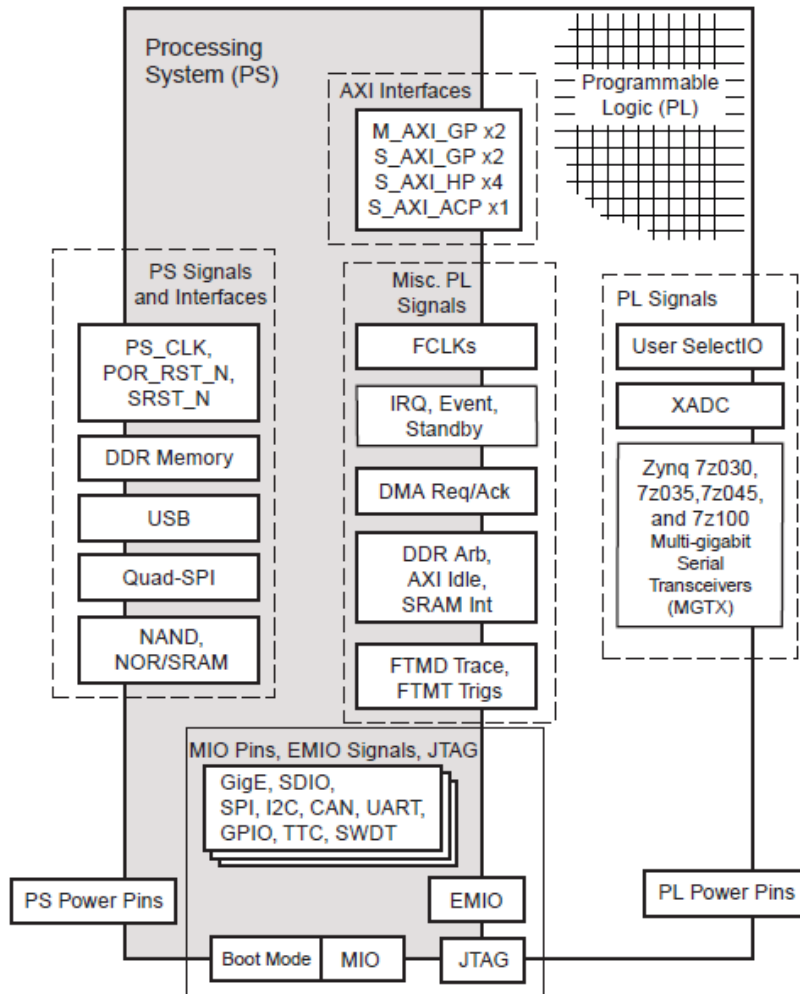 Processing
System (PS)
AXI Interfaces
M_AXI_GP x2
S_AXI_GP x2
S_AXI_HP x4
S_AXI_ACP x1
Programmable
Logic (PL)
PS Signals
and Interfaces
PS_CLK,
POR_RST_N,
SRST_N
DDR Memory
USB
Quad-SPI
NAND,
NOR/SRAM
Misc. PL
Signals
FCLKs
IRQ, Event,
Standby
DMA Req/Ack
DDR Arb,
AXI Idle,
SRAM Int
FTMD Trace,
FTMT Trigs
PL Signals
User SelectIO
XADC
Zynq 7z030,
7z035,7z045,
and 7z100
Multi-gigabit
Serial
Transceivers
(MGTX)
MIO Pins, EMIO Signals, JTAG
GigE, SDIO,
SPI, I2C, CAN, UART,
GPIO, TTC, SWDT
PS Power Pins
EMIO
PL Power Pins
Boot Mode
MIO
JTAG